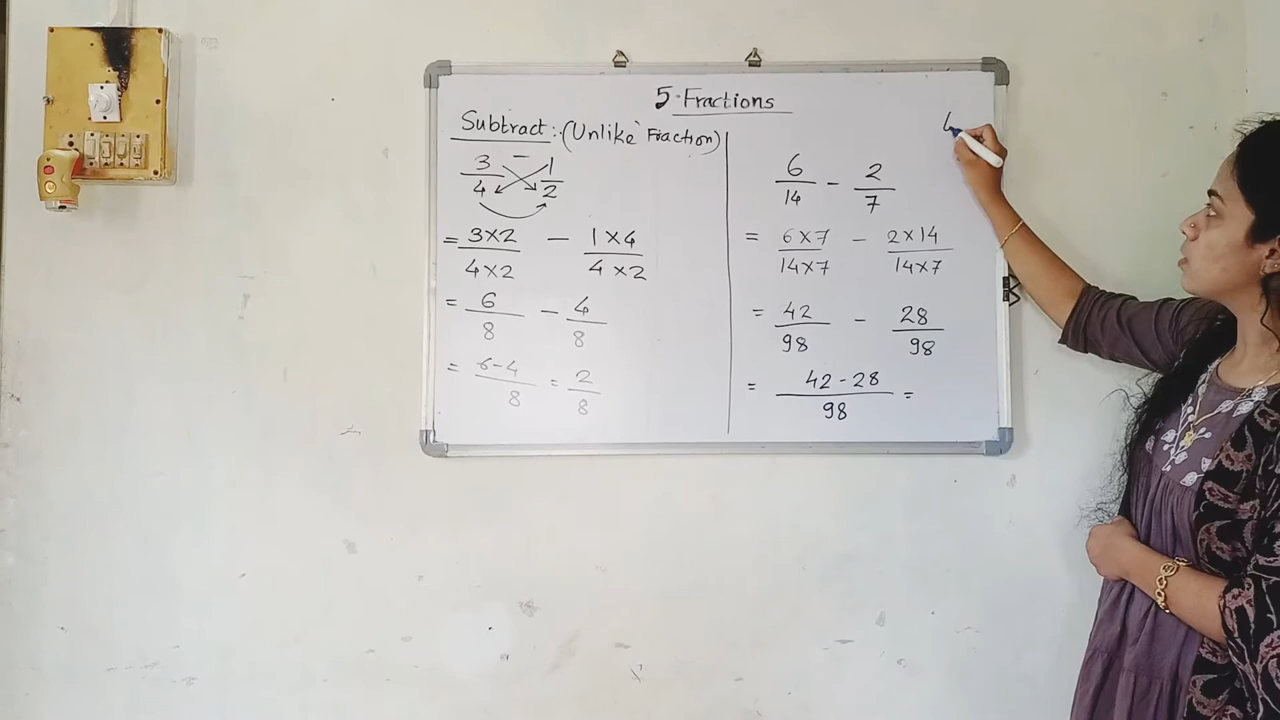 5. Fractions
Subtract: (Unlike Fraction)
3/4 - 1/2
= 3×2/4×2 - 1×4/4×2
= 6/8 - 4/8
= 6-4/8 = 2/8
6/14 - 2/7
= 6×7/14×7 - 2×14/14×7
= 42/98 - 28/98
= 42-28/98 =